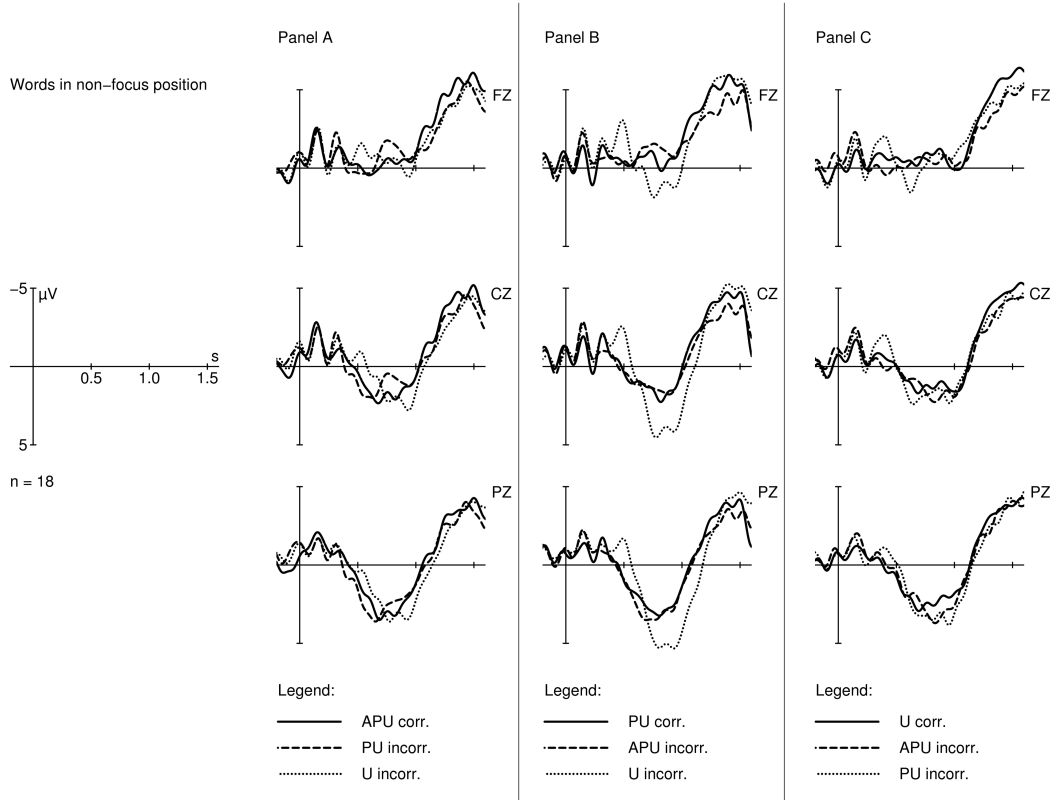 Panel A
Panel B
Panel C
Words in non−focus position
FZ
FZ
FZ
−5
µV
s
0.5
1.0
1.5
5
CZ
CZ
CZ
n = 18
PZ
PZ
PZ
Legend:
APU corr.
PU incorr.
U incorr.
Legend:
PU corr.
APU incorr.
U incorr.
Legend:
U corr.
APU incorr.
PU incorr.